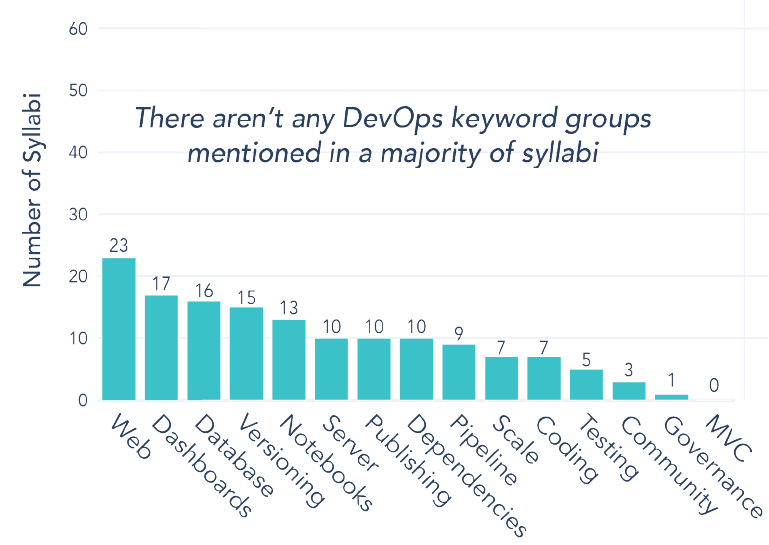 60
50
There aren't any DevOps keyword groups
40
mentioned in a majority of syllabi
Number of Syllabi
30
20
10
0
23
17
16
15
13
10
10
10
9
7
7
5
3
1
0
Web
Dashboards
Database
Versioning
Notebooks
Server
Publishing
Dependencies
Pipeline
Scale
Coding
Testing
Community
Governance
MVC